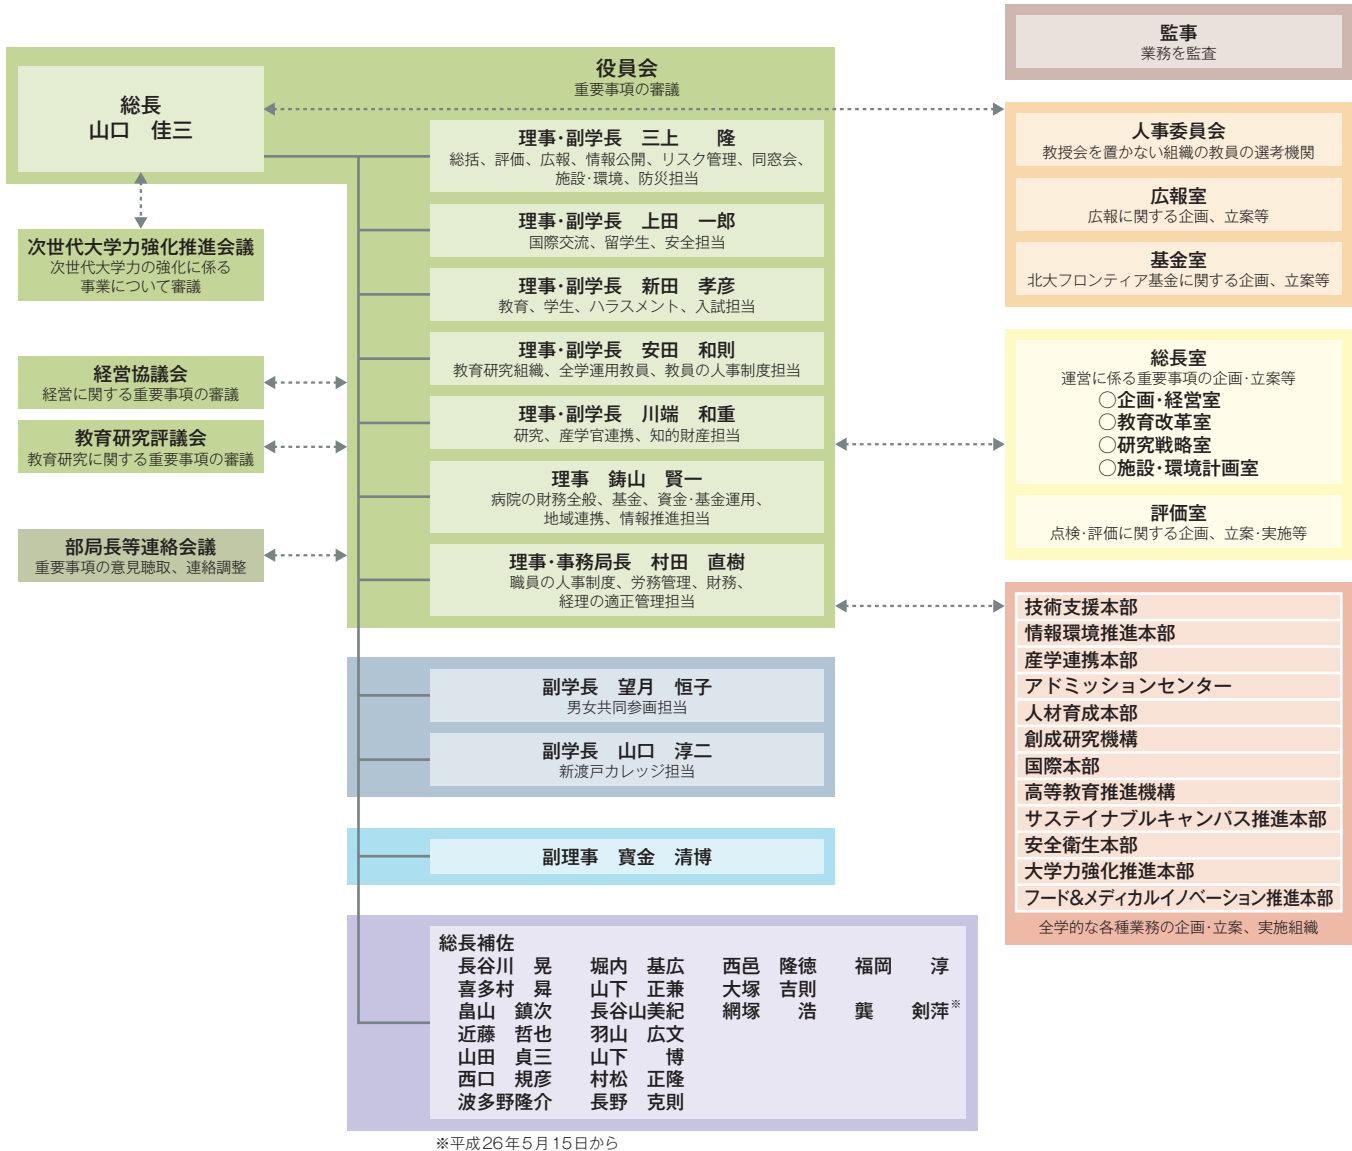 役員会
重要事項の審議
総長
山口　佳三
理事・副学長　三上　　隆
総括、評価、広報、情報公開、リスク管理、同窓会、
施設・環境、防災担当
理事・副学長　上田　一郎
国際交流、留学生、安全担当
理事・副学長　新田　孝彦
教育、学生、ハラスメント、入試担当
理事・副学長　安田　和則
教育研究組織、全学運用教員、教員の人事制度担当
理事・副学長　川端　和重
研究、産学官連携、知的財産担当
理事　鋳山　賢一
病院の財務全般、基金、資金・基金運用、
地域連携、情報推進担当
理事・事務局長　村田　直樹
職員の人事制度、労務管理、財務、
経理の適正管理担当
次世代大学力強化推進会議
次世代大学力の強化に係る
事業について審議
経営協議会
経営に関する重要事項の審議
教育研究評議会
教育研究に関する重要事項の審議
部局長等連絡会議
重要事項の意見聴取、連絡調整
副学長　望月　恒子
男女共同参画担当
副学長　山口　淳二
新渡戸カレッジ担当
副理事　寳金　清博
総長補佐
長谷川　晃　　堀内　基広　　西邑　隆徳　　福岡　　淳
喜多村　曻　　山下　正兼　　大塚　吉則
畠山　鎮次　　長谷山美紀　　網塚　　浩　　龔　　剣萍※
近藤　哲也　　羽山　広文
山田　貞三　　山下　　博
西口　規彦　　村松　正隆
波多野隆介　　長野　克則
※平成26年5月15日から
監事
業務を監査
人事委員会
教授会を置かない組織の教員の選考機関
広報室
広報に関する企画、立案等
基金室
北大フロンティア基金に関する企画、立案等
総長室
運営に係る重要事項の企画・立案等
○企画・経営室
○教育改革室
○研究戦略室
○施設・環境計画室
評価室
点検・評価に関する企画、立案・実施等
技術支援本部
情報環境推進本部
産学連携本部
アドミッションセンター
人材育成本部
創成研究機構
国際本部
高等教育推進機構
サステイナブルキャンパス推進本部
安全衛生本部
大学力強化推進本部
フード&メディカルイノベーション推進本部
全学的な各種業務の企画・立案、実施組織